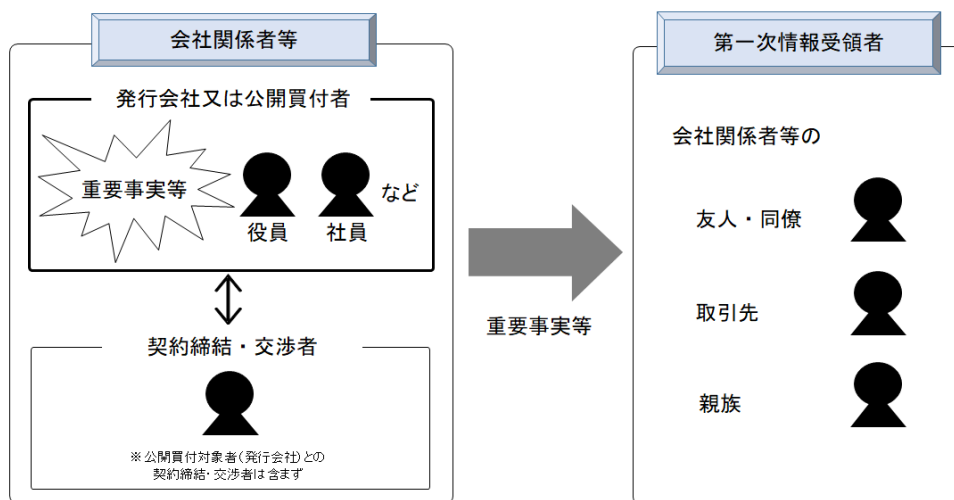 会社関係者等
発行会社又は公開買付者
重要事実等
役員
社員
など
契約締結・交渉者
※公開買付対象者(発行会社)との
契約締結・交渉者は含まず
重要事実等
第一次情報受領者
会社関係者等の
友人・同僚
取引先
親族